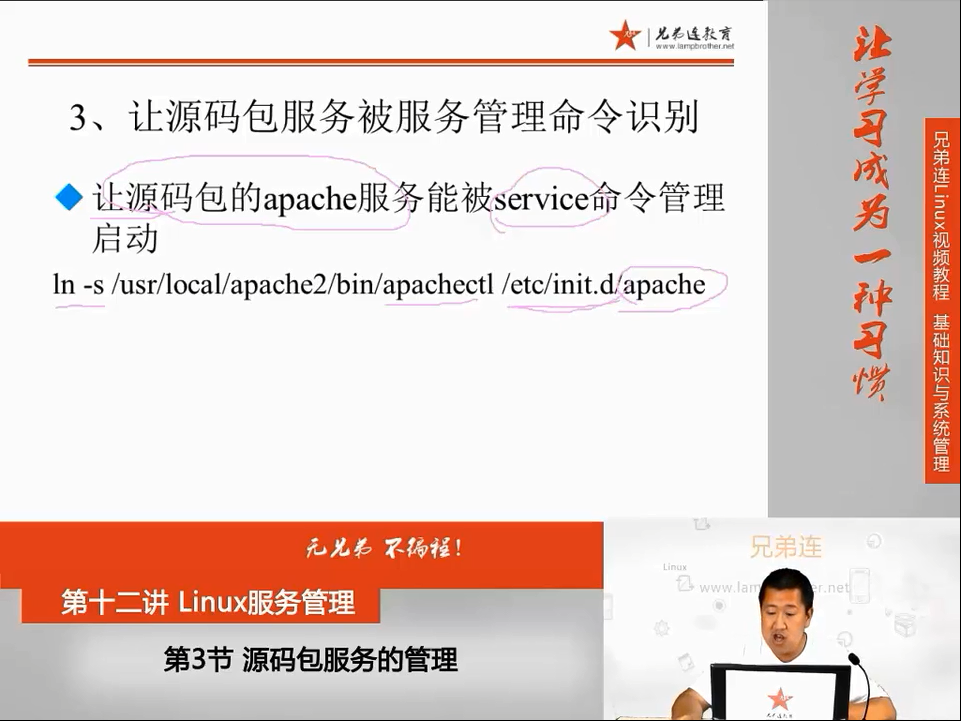 兄弟连教育
www.lampbrother.net
3、让源码包服务被服务管理命令识别
让源码包的apache服务能被service命令管理
启动
ln -s /usr/local/apache2/bin/apachectl /etc/init.d/apache
让学习成为一种习惯
兄弟连Linux视频教程 基础知识与系统管理
无兄弟 不编程!
第十二讲 Linux服务管理
第3节 源码包服务的管理
兄弟连
Linux
www.lam
other.net